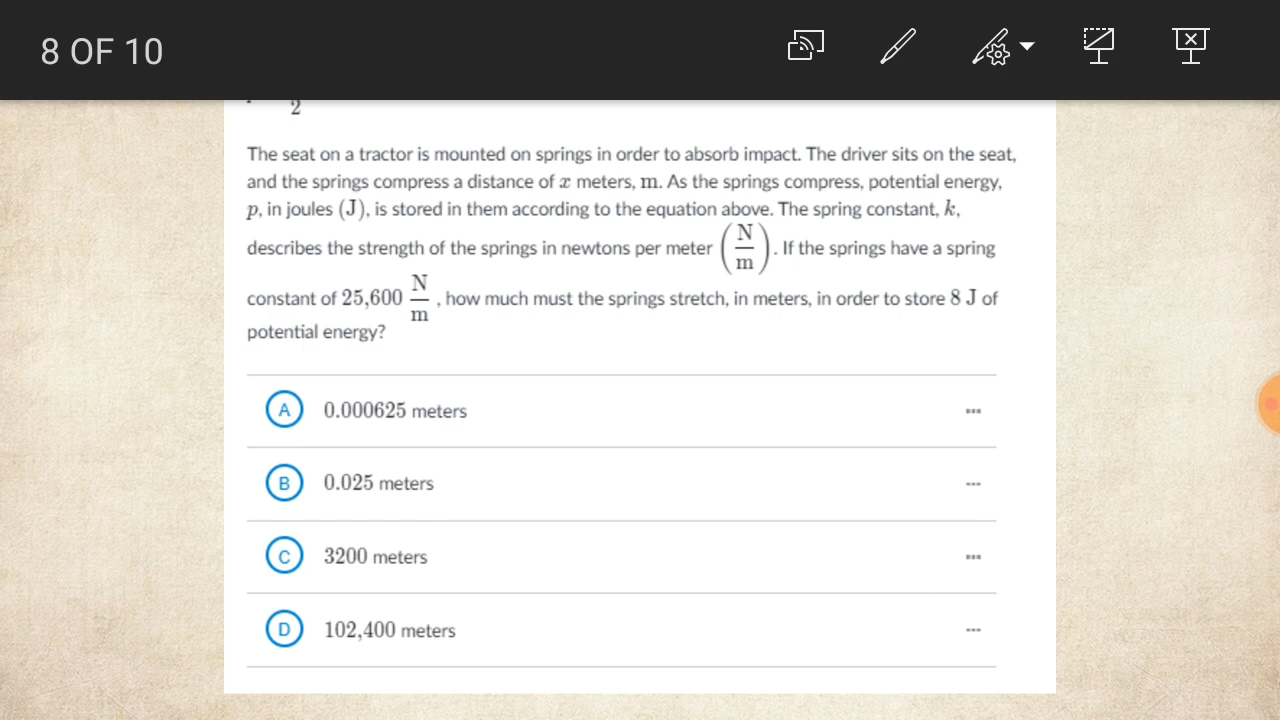 8 OF 10
2
The seat on a tractor is mounted on springs in order to absorb impact. The driver sits on the seat,
and the springs compress a distance of x meters, m. As the springs compress, potential energy,
p, in joules (J), is stored in them according to the equation above. The spring constant, k,
describes the strength of the springs in newtons per meter (N/m). If the springs have a spring
constant of 25,600 N/m, how much must the springs stretch, in meters, in order to store 8 J of
potential energy?
A 0.000625 meters
B 0.025 meters
C 3200 meters
D 102,400 meters